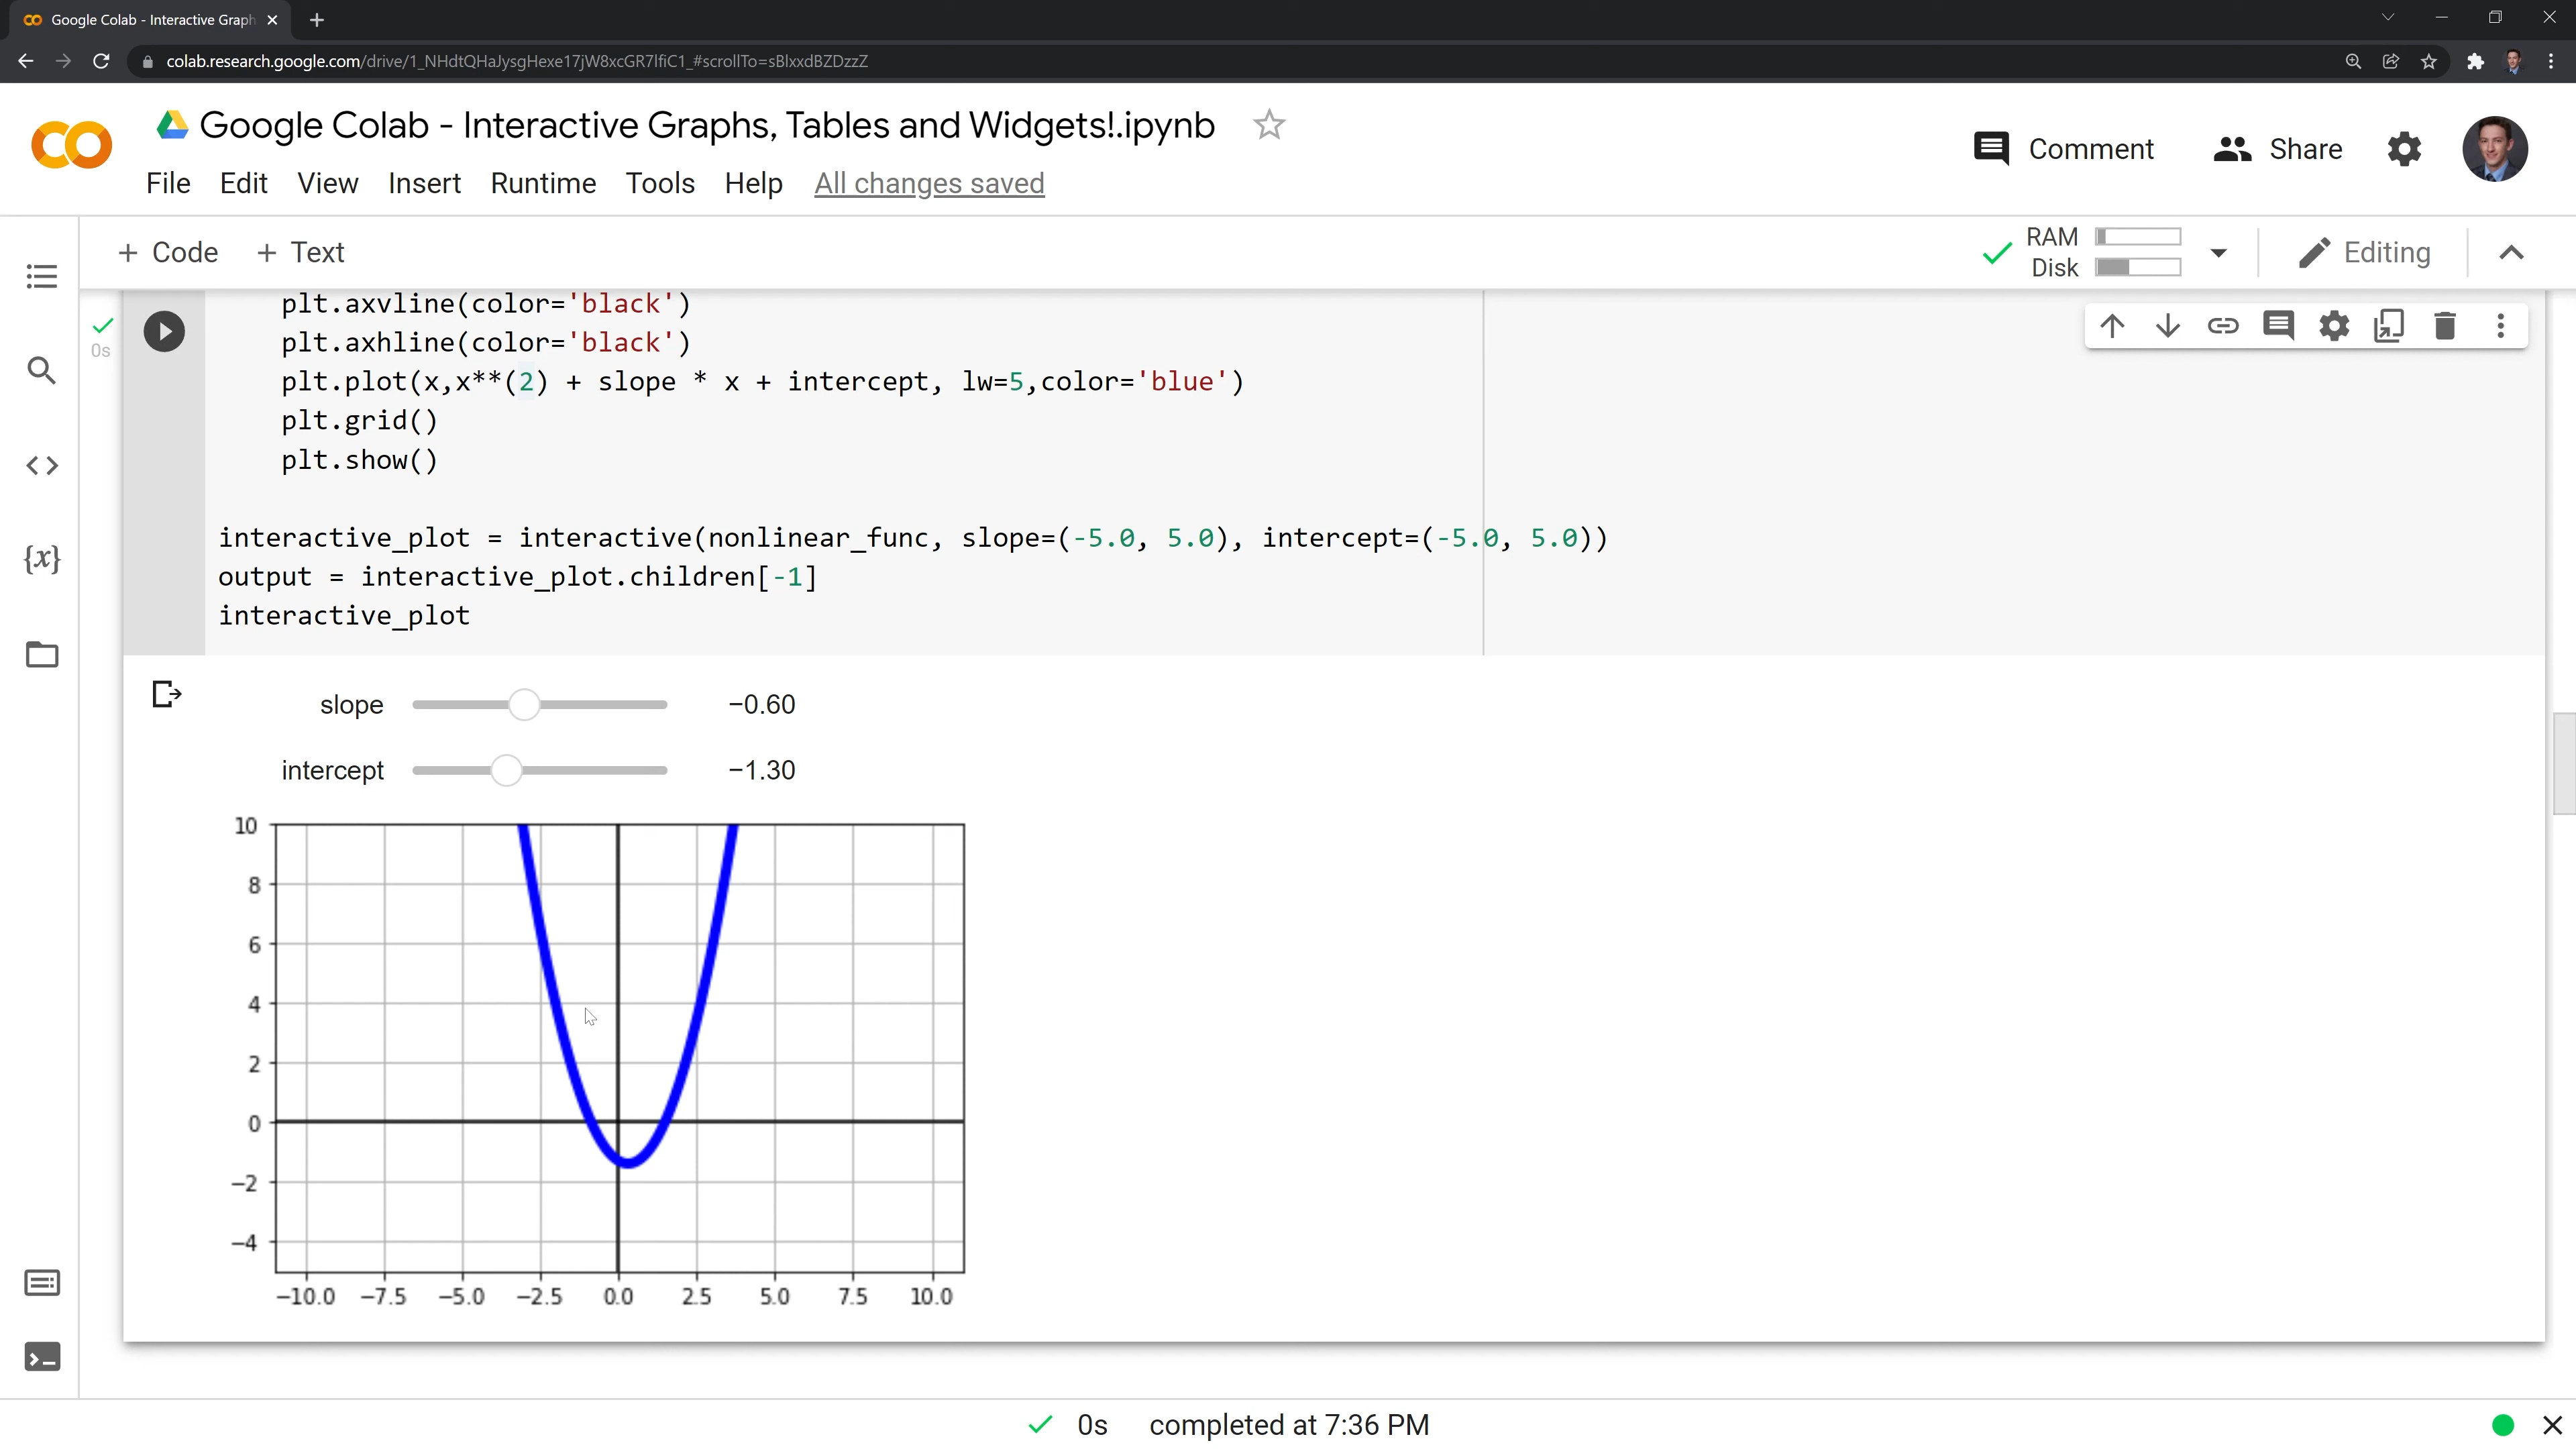 Google Colab - Interactive Graph
colab.research.google.com/drive/1_NHdtQHaJysgHexe17jW8xcGR7lfiC1_#scrollTo=sBlxxdBZDzzZ
Google Colab - Interactive Graphs, Tables and Widgets!.ipynb
Comment
Share
File Edit View Insert Runtime Tools Help All changes saved
+ Code + Text
RAM
Disk
Editing
0s
plt.axvline(color='black')
plt.axhline(color='black')
plt.plot(x,x**(2) + slope * x + intercept, lw=5,color='blue')
plt.grid()
plt.show()
interactive_plot = interactive(nonlinear_func, slope=(-5.0, 5.0), intercept=(-5.0, 5.0))
output = interactive_plot.children[-1]
interactive_plot
{x}
slope −0.60
intercept −1.30
10
8
6
4
2
0
−2
−4
−10.0 −7.5 −5.0 −2.5 0.0 2.5 5.0 7.5 10.0
0s completed at 7:36 PM